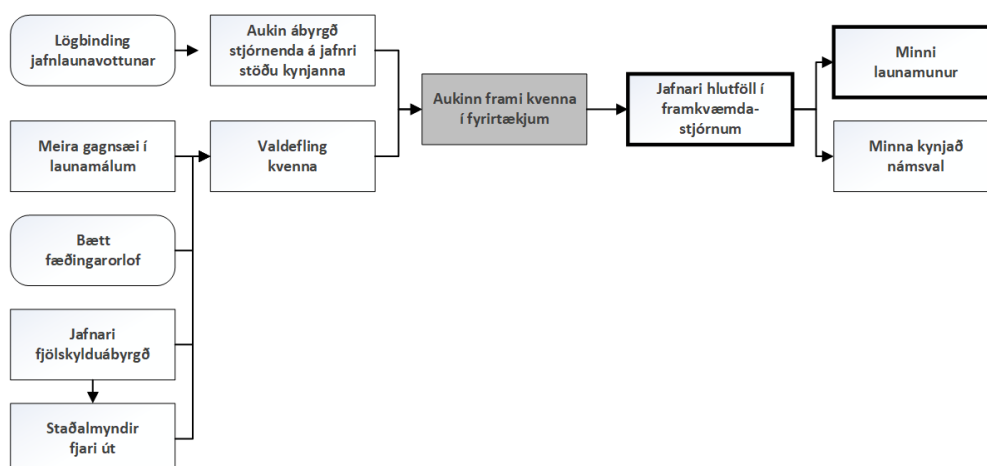 Lögbinding
jafnlaunavottunar
Aukin ábyrgð
stjórnenda á jafnri
stöðu kynjanna
Meira gagnsæi í
launamálum
Valdefling
kvenna
Bætt
fæðingarorlof
Jafnari
fjölskylduábyrgð
Staðalmyndir
fjari út
Aukinn frami kvenna
í fyrirtækjum
Jafnari hlutföll í
framkvæmda-
stjórnum
Minni
launamunur
Minna kynjað
námsval